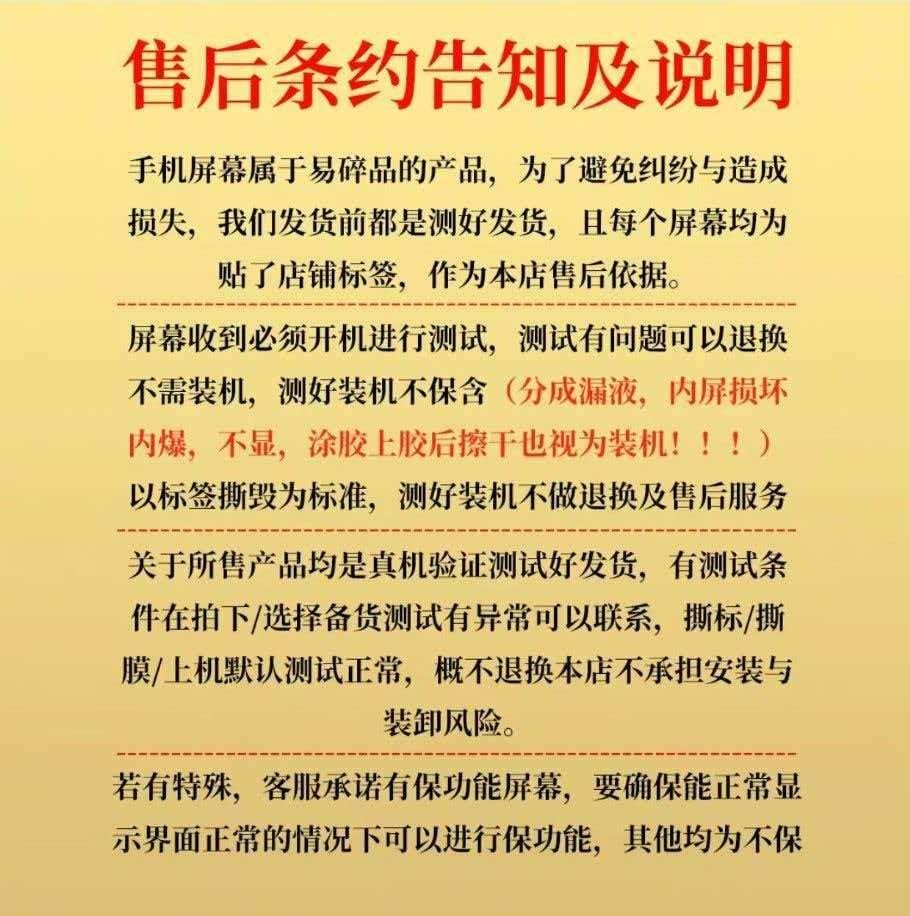 售后条约告知及说明
手机屏幕属于易碎品的产品，为了避免纠纷与造成
损失，我们发货前都是测好发货，且每个屏幕均为
贴了店铺标签，作为本店售后依据。
屏幕收到必须开机进行测试，测试有问题可以退换
不需装机，测好装机不保含（分成漏液，内屏损坏
内爆，不显，涂胶上胶后擦干也视为装机！！！）
以标签撕毁为标准，测好装机不做退换及售后服务
关于所售产品均是真机验证测试好发货，有测试条
件在拍下/选择备货测试有异常可以联系，撕标/撕
膜/上机默认测试正常，概不退换本店不承担安装与
装卸风险。
若有特殊，客服承诺有保功能屏幕，要确保能正常显
示界面正常的情况下可以进行保功能，其他均为不保